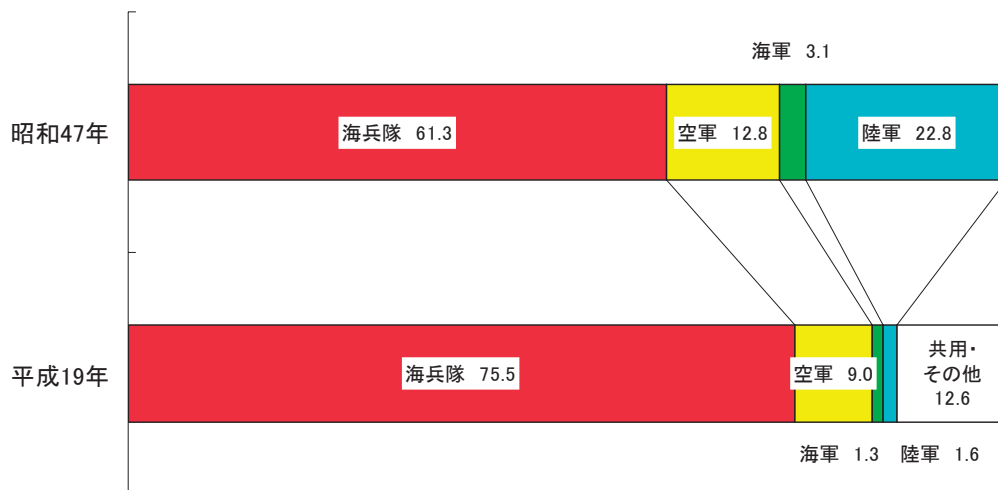 海軍 3.1
昭和47年
海兵隊 61.3
空軍 12.8
陸軍 22.8
平成19年
海兵隊 75.5
空軍 9.0
共用・
その他
12.6
海軍 1.3
陸軍 1.6